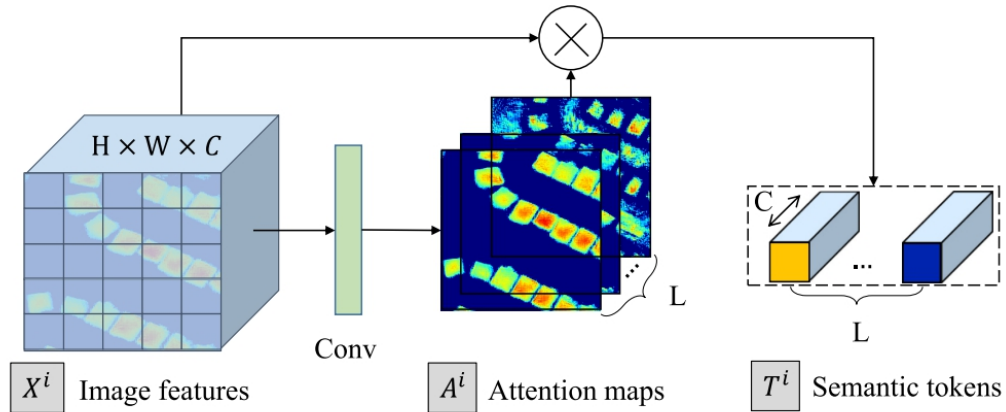 H × W × C
C
...
L
...
L
Conv
X^i Image features
A^i Attention maps
T^i Semantic tokens